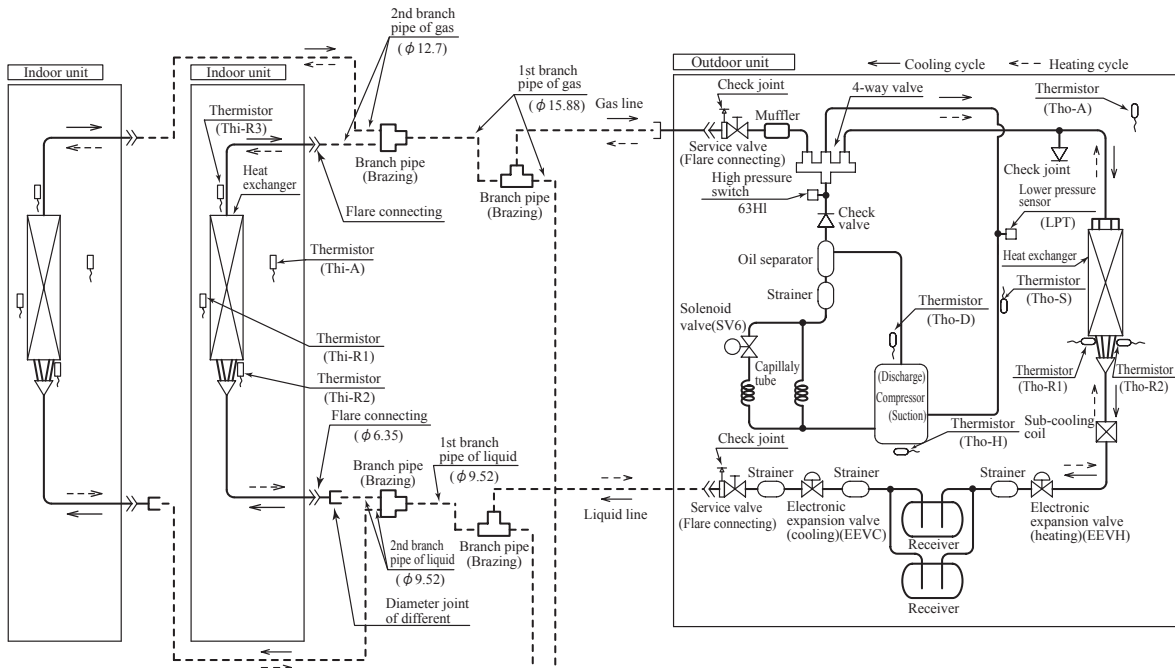 2nd branch
pipe of gas
(ϕ12.7)
Indoor unit
Indoor unit
1st branch
pipe of gas
(ϕ15.88)
Thermistor
(Thi-R3)
Heat
exchanger
Branch pipe
(Brazing)
Branch pipe
(Brazing)
Flare connecting
Thermistor
(Thi-A)
Thermistor
(Thi-R1)
Thermistor
(Thi-R2)
Flare connecting
(ϕ6.35)
1st branch
pipe of liquid
(ϕ9.52)
Branch pipe
(Brazing)
Branch pipe
(Brazing)
2nd branch
pipe of liquid
(ϕ9.52)
Diameter joint
of different
Gas line
Liquid line
Outdoor unit
Cooling cycle
Heating cycle
Check joint
4-way valve
Thermistor
(Tho-A)
Muffler
Service valve
(Flare connecting)
High pressure
switch
63Hl
Check
valve
Check joint
Lower pressure
sensor
(LPT)
Oil separator
Heat exchanger
Strainer
Thermistor
(Tho-S)
Solenoid
valve(SV6)
Thermistor
(Tho-D)
Capillaly
tube
(Discharge)
Compressor
(Suction)
Thermistor
(Tho-R1)
Thermistor
(Tho-R2)
Thermistor
(Tho-H)
Sub-cooling
coil
Check joint
Strainer
Strainer
Strainer
Service valve
(Flare connecting)
Electronic
expansion valve
(cooling)(EEVC)
Receiver
Electronic
expansion valve
(heating)(EEVH)
Receiver